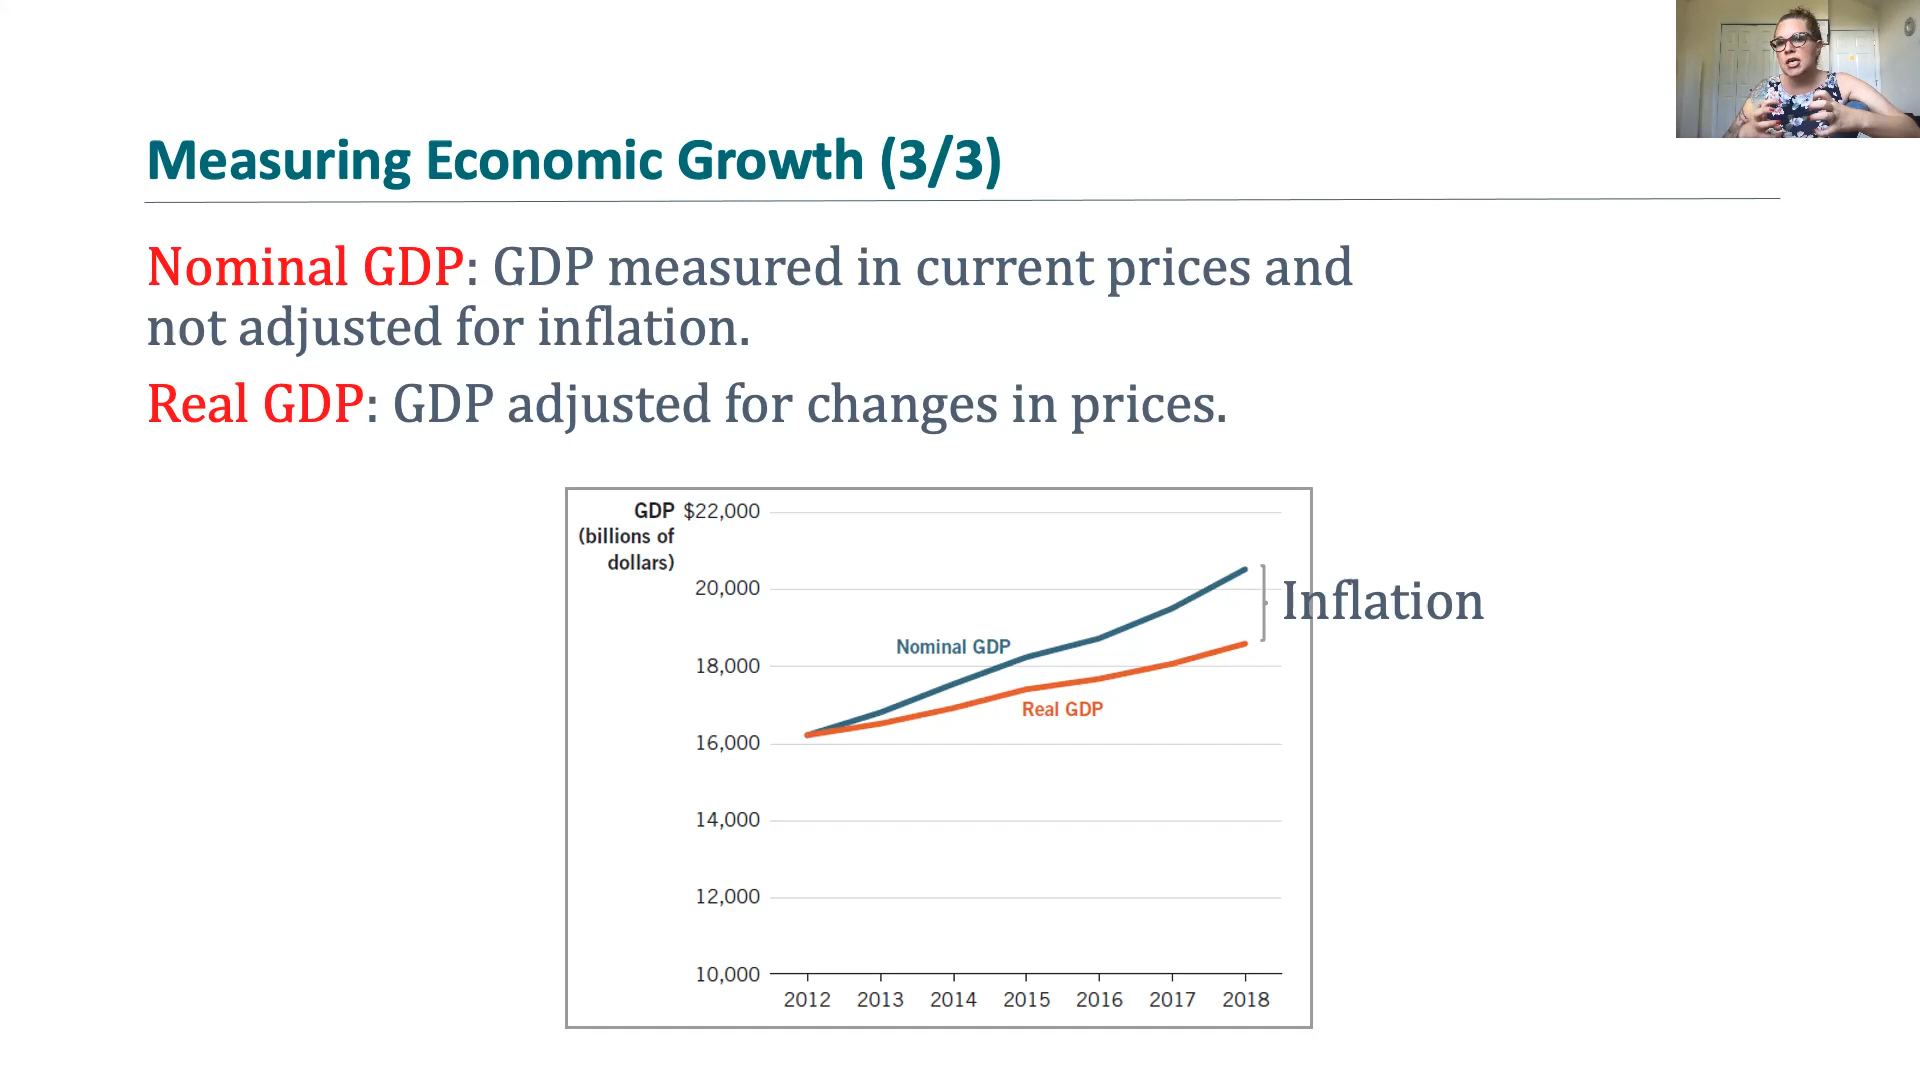 Measuring Economic Growth (3/3)
Nominal GDP: GDP measured in current prices and
not adjusted for inflation.
Real GDP: GDP adjusted for changes in prices.
GDP
(billions of
dollars)
$22,000
20,000
18,000
16,000
14,000
12,000
10,000
Nominal GDP
Real GDP
Inflation
2012 2013 2014 2015 2016 2017 2018